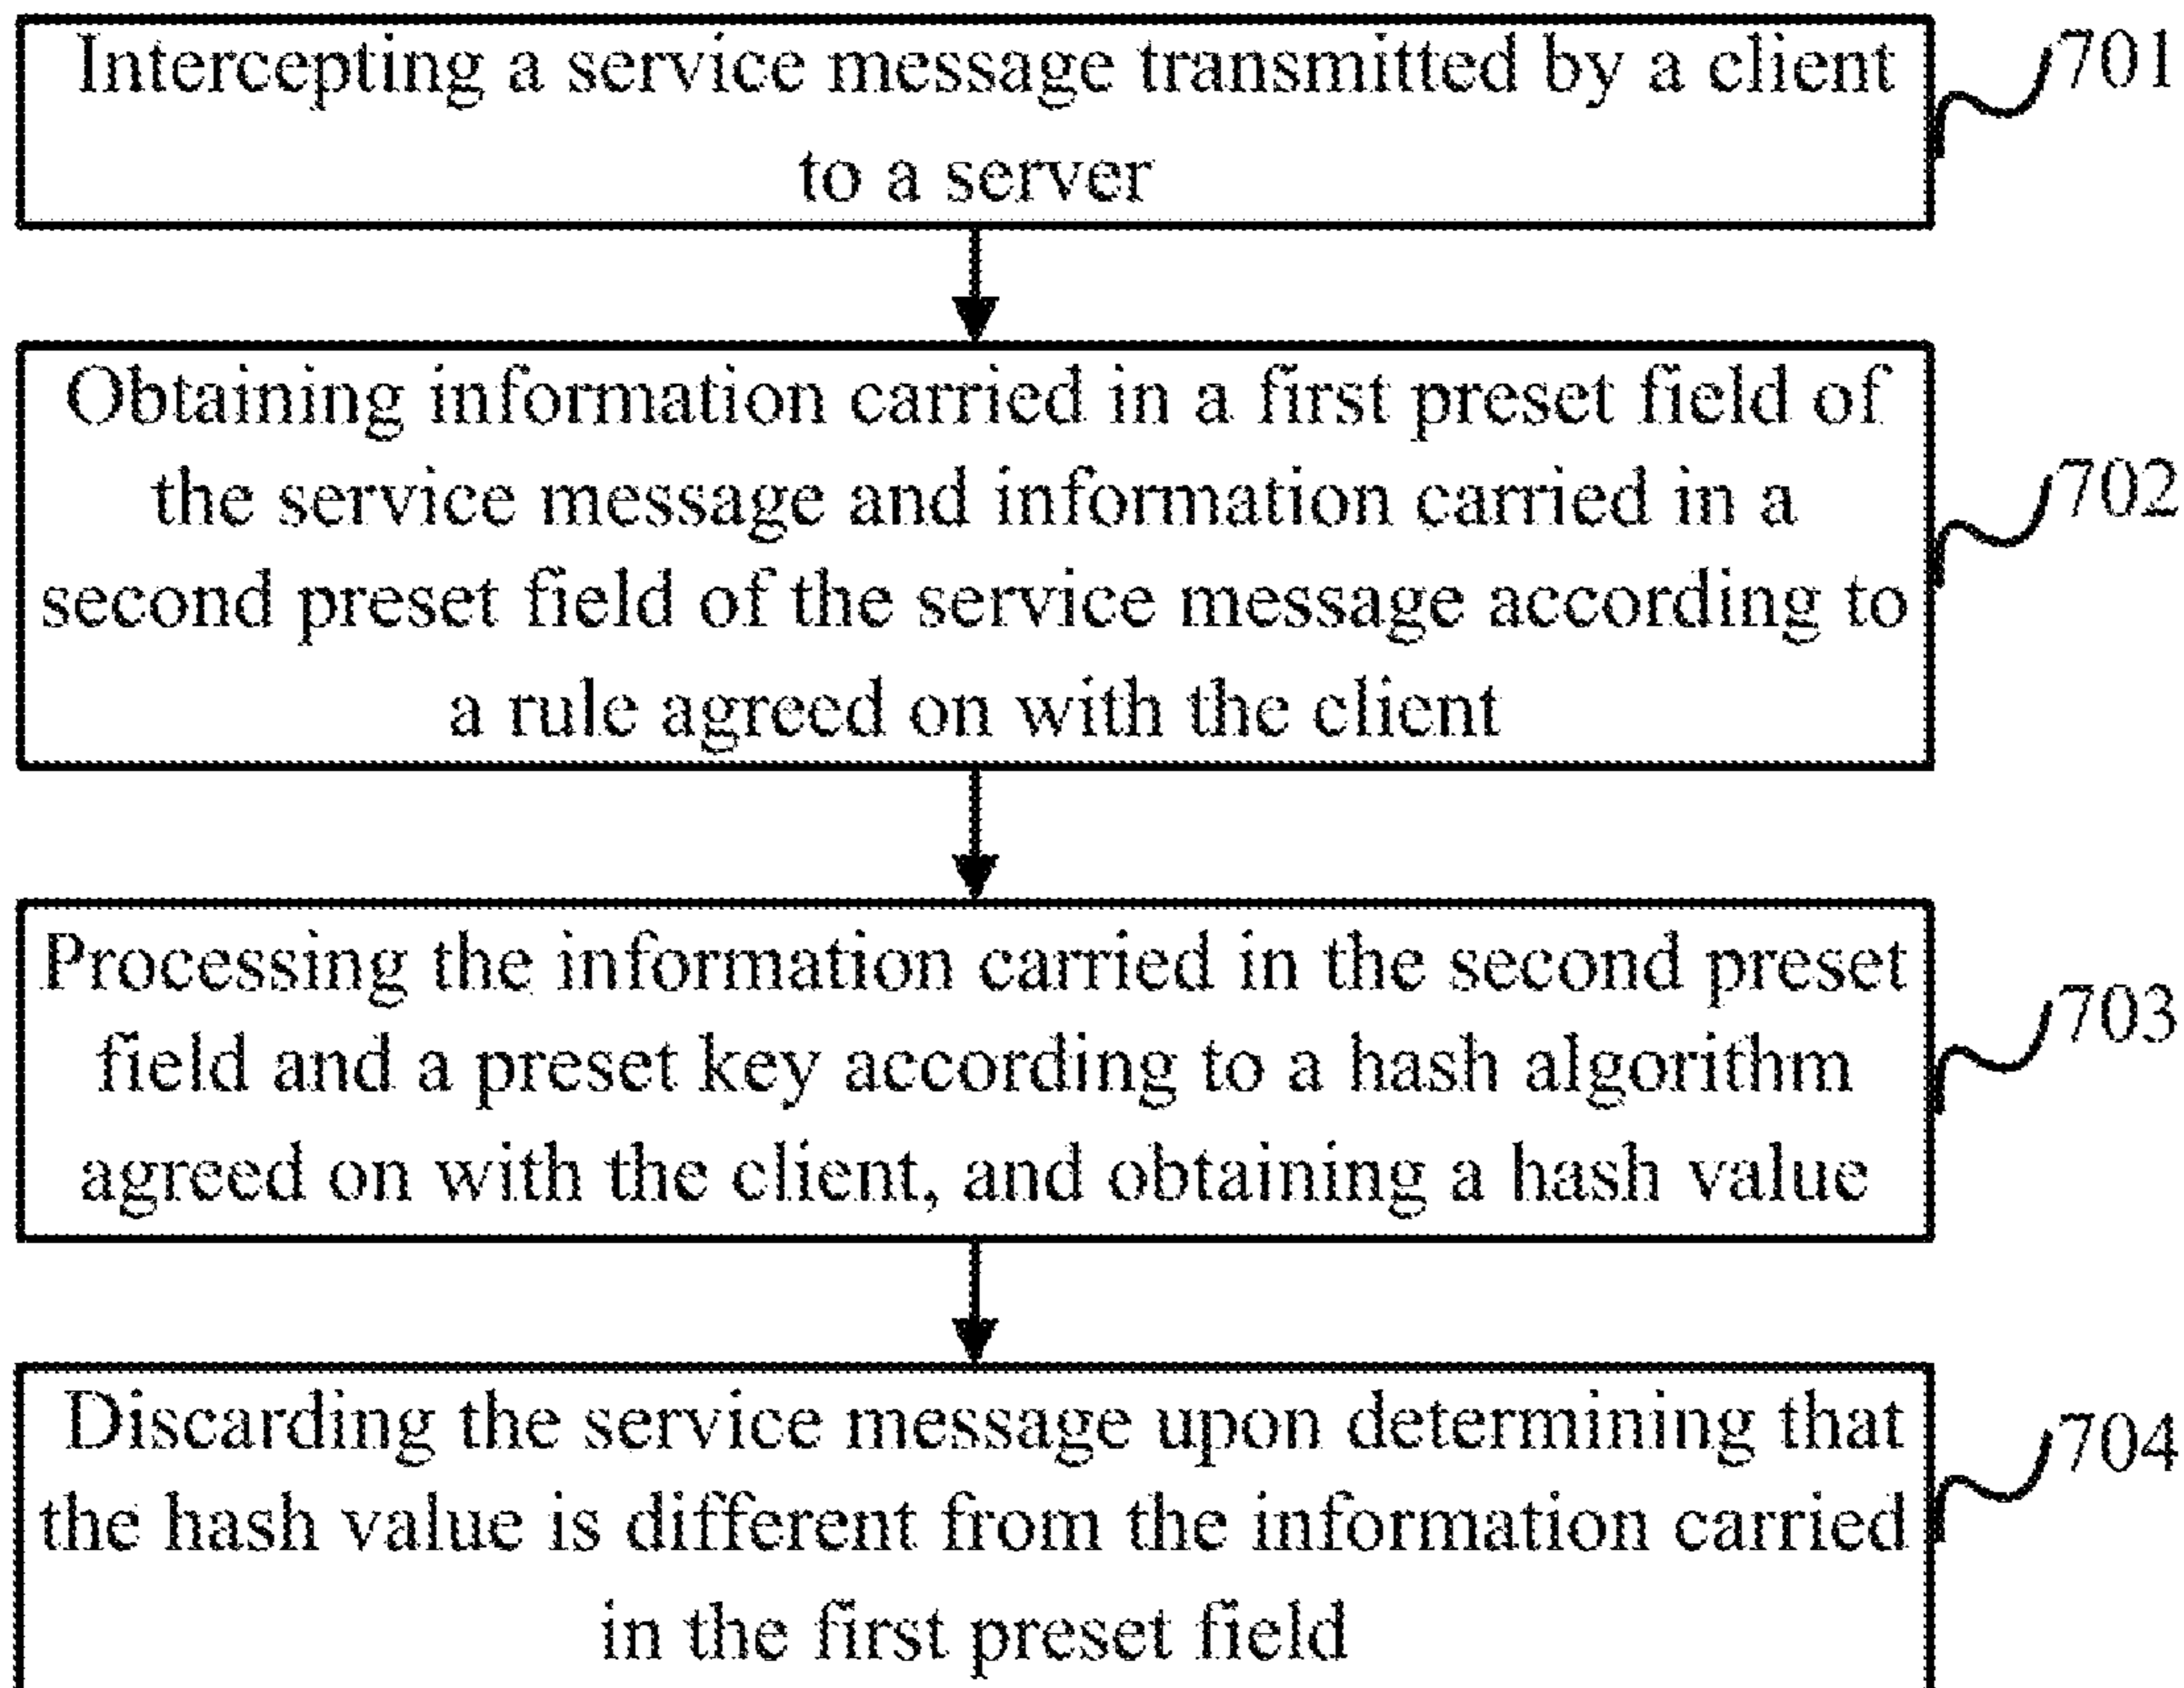 Intercepting a service message transmitted by a client
to a server
701
Obtaining information carried in a first preset field of
the service message and information carried in a
second preset field of the service message according to
a rule agreed on with the client
702
Processing the information carried in the second preset
field and a preset key according to a hash algorithm
agreed on with the client, and obtaining a hash value
703
Discarding the service message upon determining that
the hash value is different from the information carried
in the first preset field
704